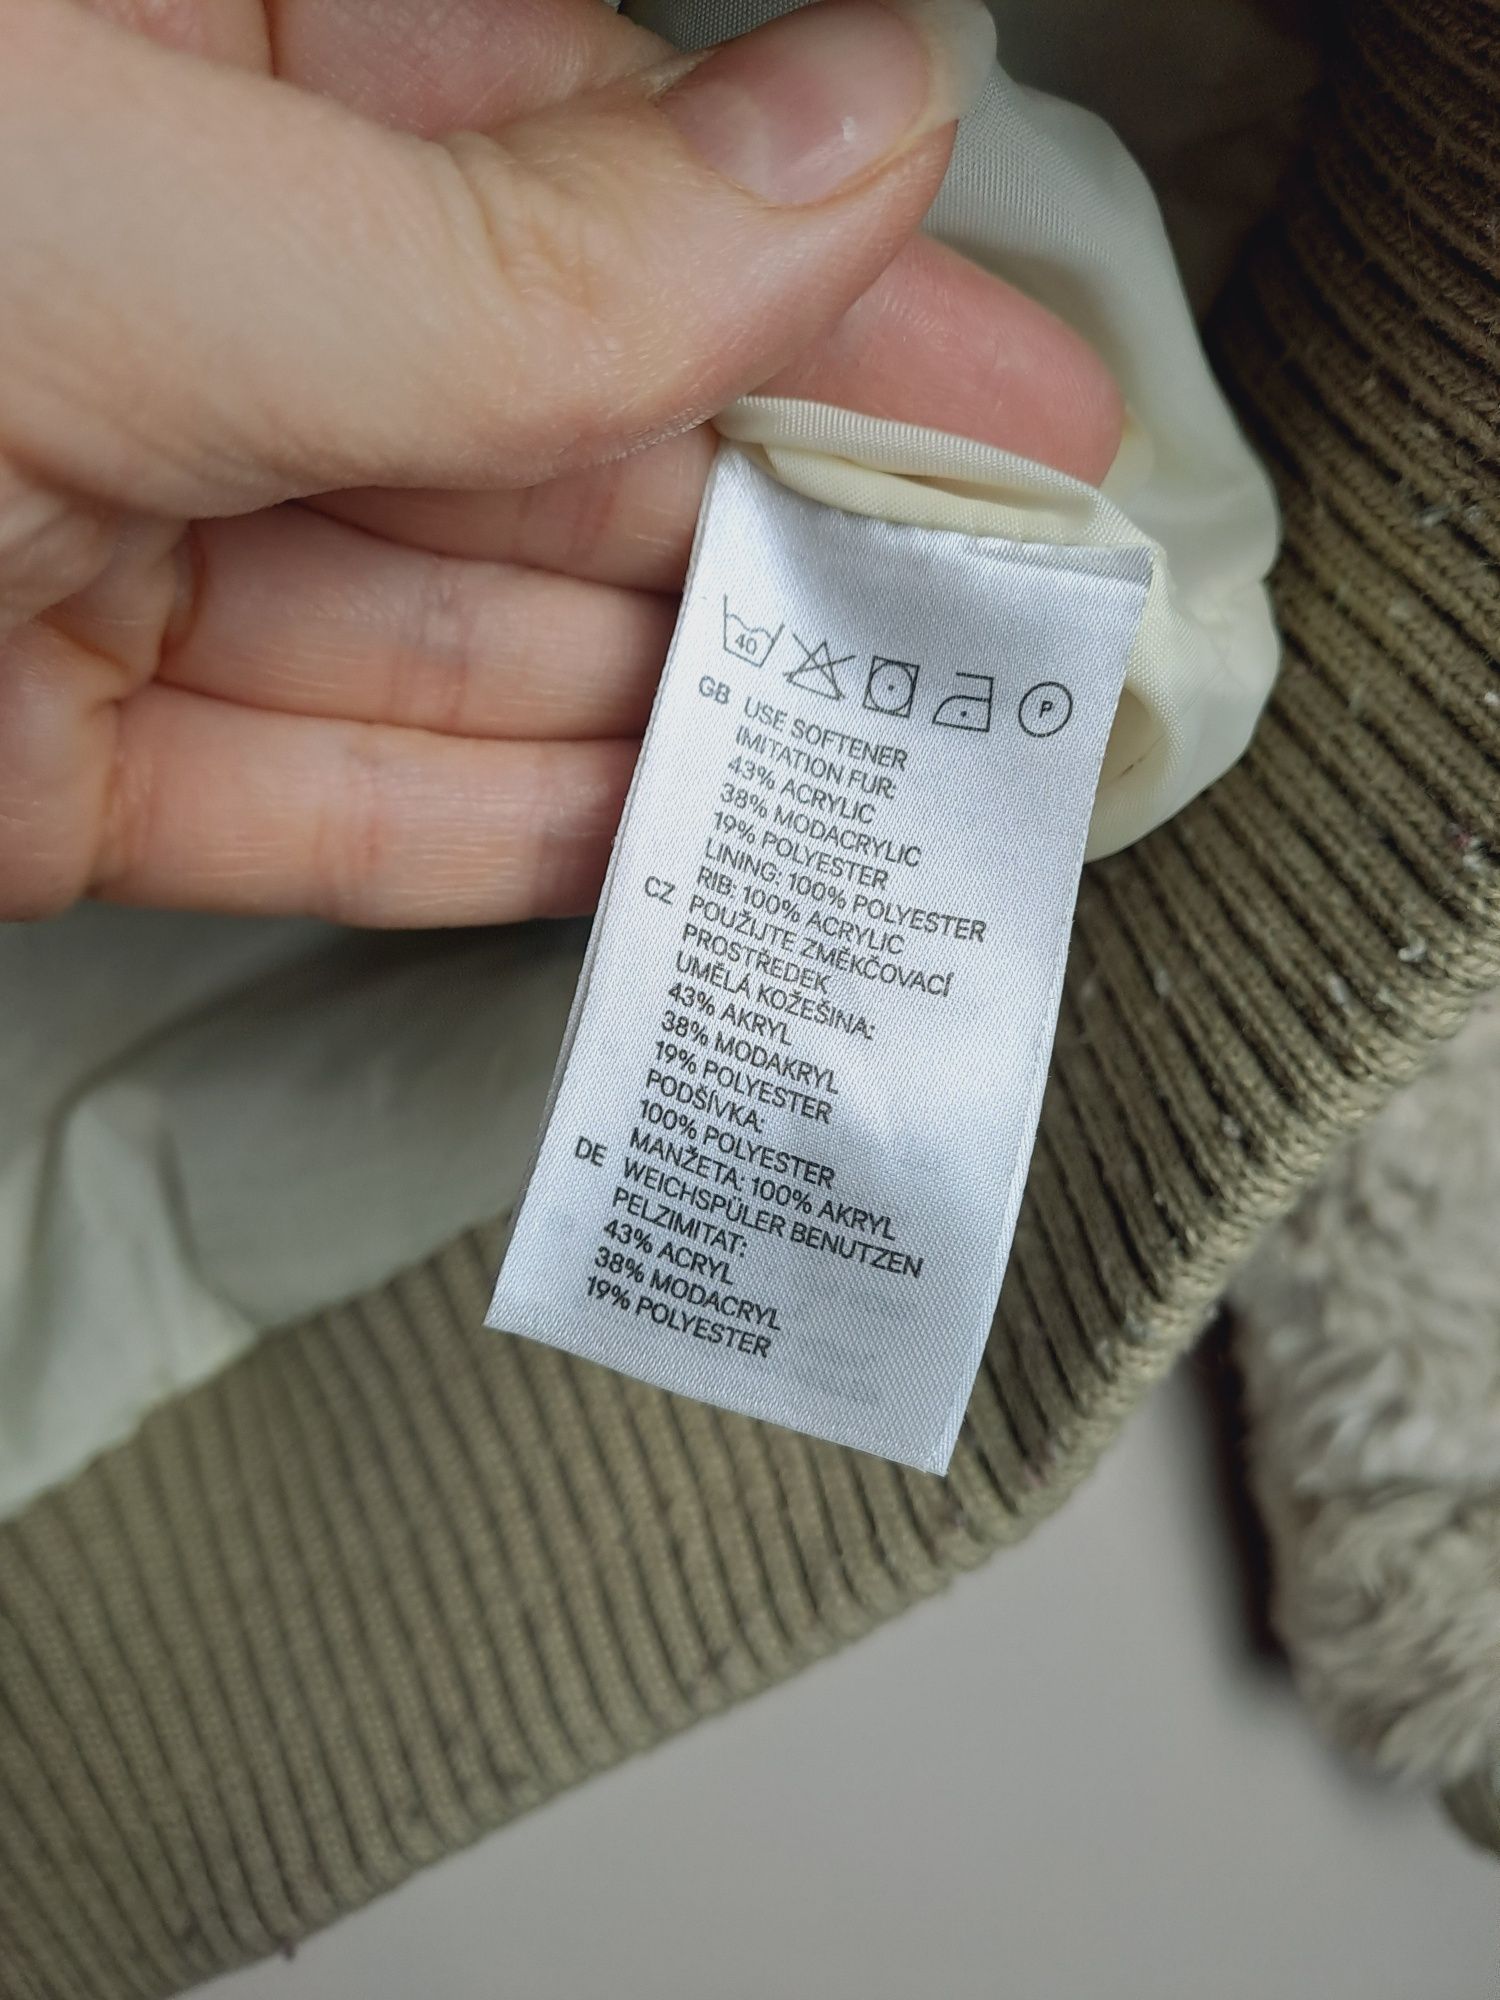 40 P
GB USE SOFTENER
IMITATION FUR:
43% ACRYLIC
38% MODACRYLIC
19% POLYESTER
LINING: 100% POLYESTER
RIB: 100% ACRYLIC
CZ POUŽIJTE ZMĚKČOVACÍ
PROSTŘEDEK
UMĚLÁ KOŽEŠINA:
43% AKRYL
38% MODAKRYL
19% POLYESTER
PODŠÍVKA:
100% POLYESTER
MANŽETA: 100% AKRYL
DE WEICHSPÜLER BENUTZEN
PELZIMITAT:
43% ACRYL
38% MODACRYL
19% POLYESTER